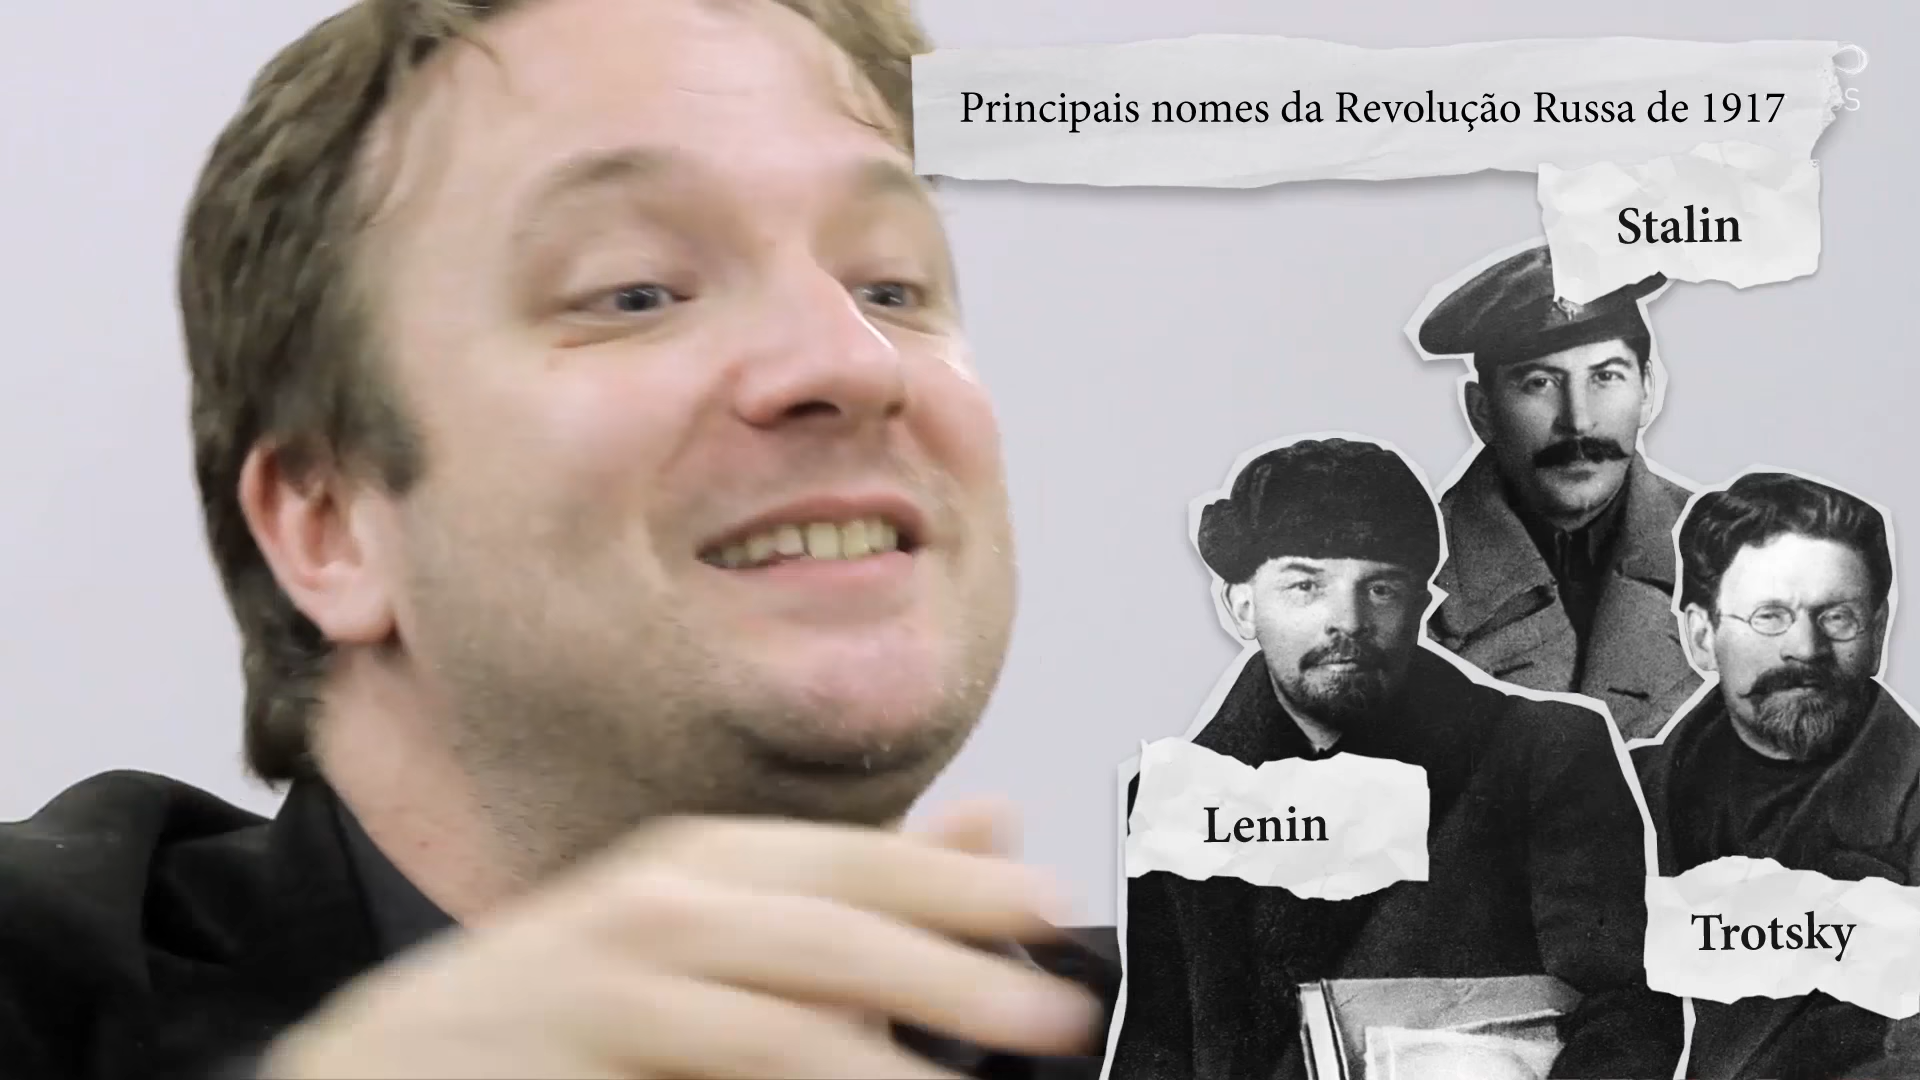 Principais nomes da Revolução Russa de 1917
Stalin
Lenin
Trotsky